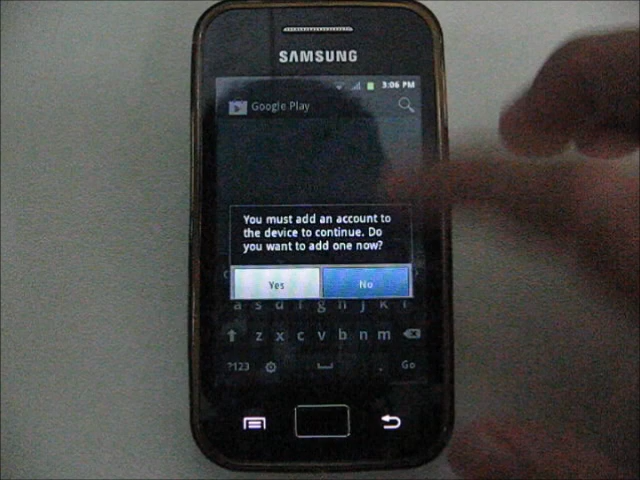 SAMSUNG
3:06 PM
Google Play
You must add an account to
the device to continue. Do
you want to add one now?
Yes No
a s d f g h j k l
z x c v b n m
?123 . Go